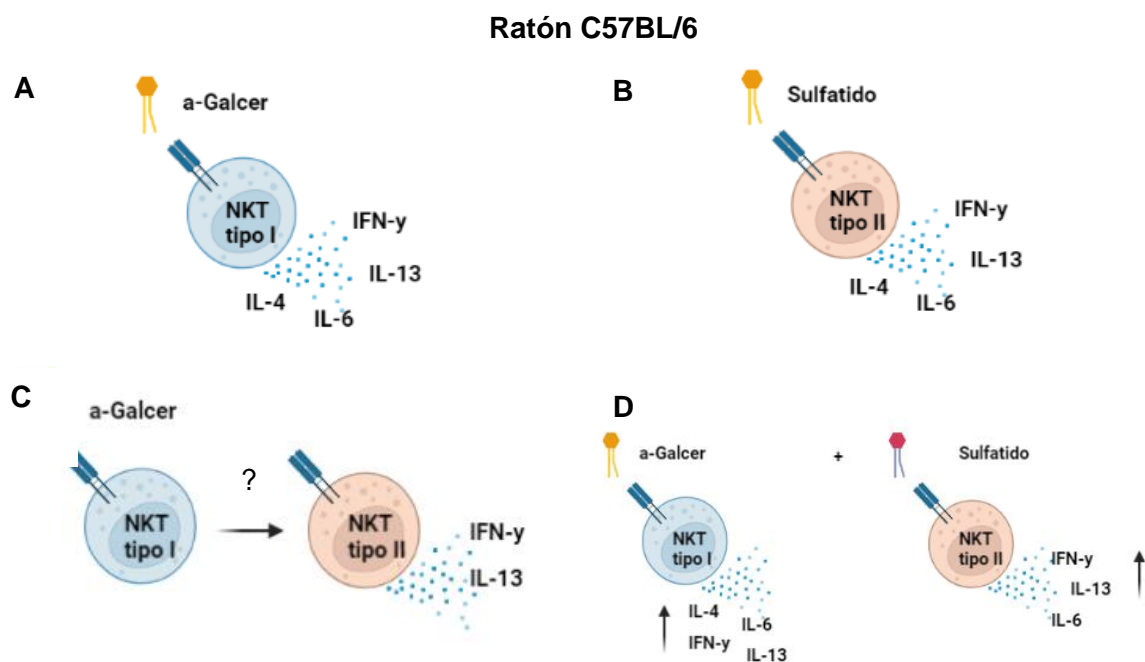 Ratón C57BL/6
A
a-Galcer
NKT
tipo I
IFN-y
IL-13
IL-4
IL-6
B
Sulfatido
NKT
tipo II
IFN-y
IL-13
IL-4
IL-6
C
a-Galcer
NKT
tipo I
?
NKT
tipo II
IFN-y
IL-13
D
a-Galcer
+
Sulfatido
NKT
tipo I
IL-4
IL-6
IFN-y
IL-13
NKT
tipo II
IFN-y
IL-13
IL-6